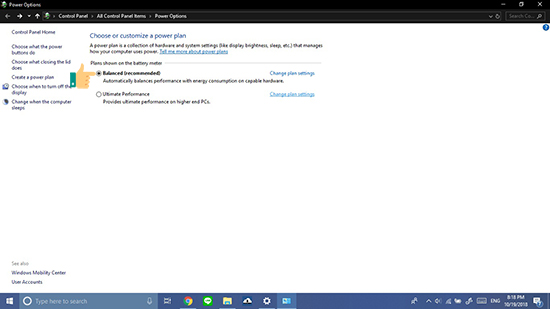 Power Options
Control Panel > All Control Panel Items > Power Options
Search Co...
Control Panel Home
Choose what the power
buttons do
Choose what closing the lid
does
Create a power plan
Choose when to turn off the
display
Change when the computer
sleeps
Choose or customize a power plan
A power plan is a collection of hardware and system settings (like display brightness, sleep, etc.) that manages
how your computer uses power. Tell me more about power plans
Plans shown on the battery meter
Balanced (recommended) Change plan settings
Automatically balances performance with energy consumption on capable hardware.
Ultimate Performance Change plan settings
Provides ultimate performance on higher end PCs.
See also
Windows Mobility Center
User Accounts
Type here to search
ENG
8:18 PM
10/19/2018